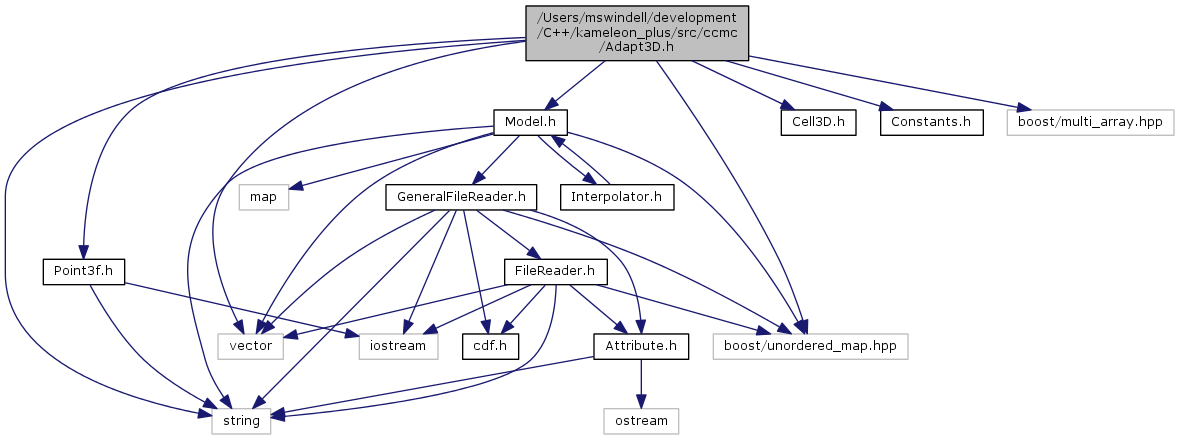 /Users/mswindell/development
/C++/kameleon_plus/src/ccmc
/Adapt3D.h
Model.h
Cell3D.h
Constants.h
boost/multi_array.hpp
map
GeneralFileReader.h
Interpolator.h
Point3f.h
FileReader.h
vector
iostream
cdf.h
Attribute.h
boost/unordered_map.hpp
string
ostream